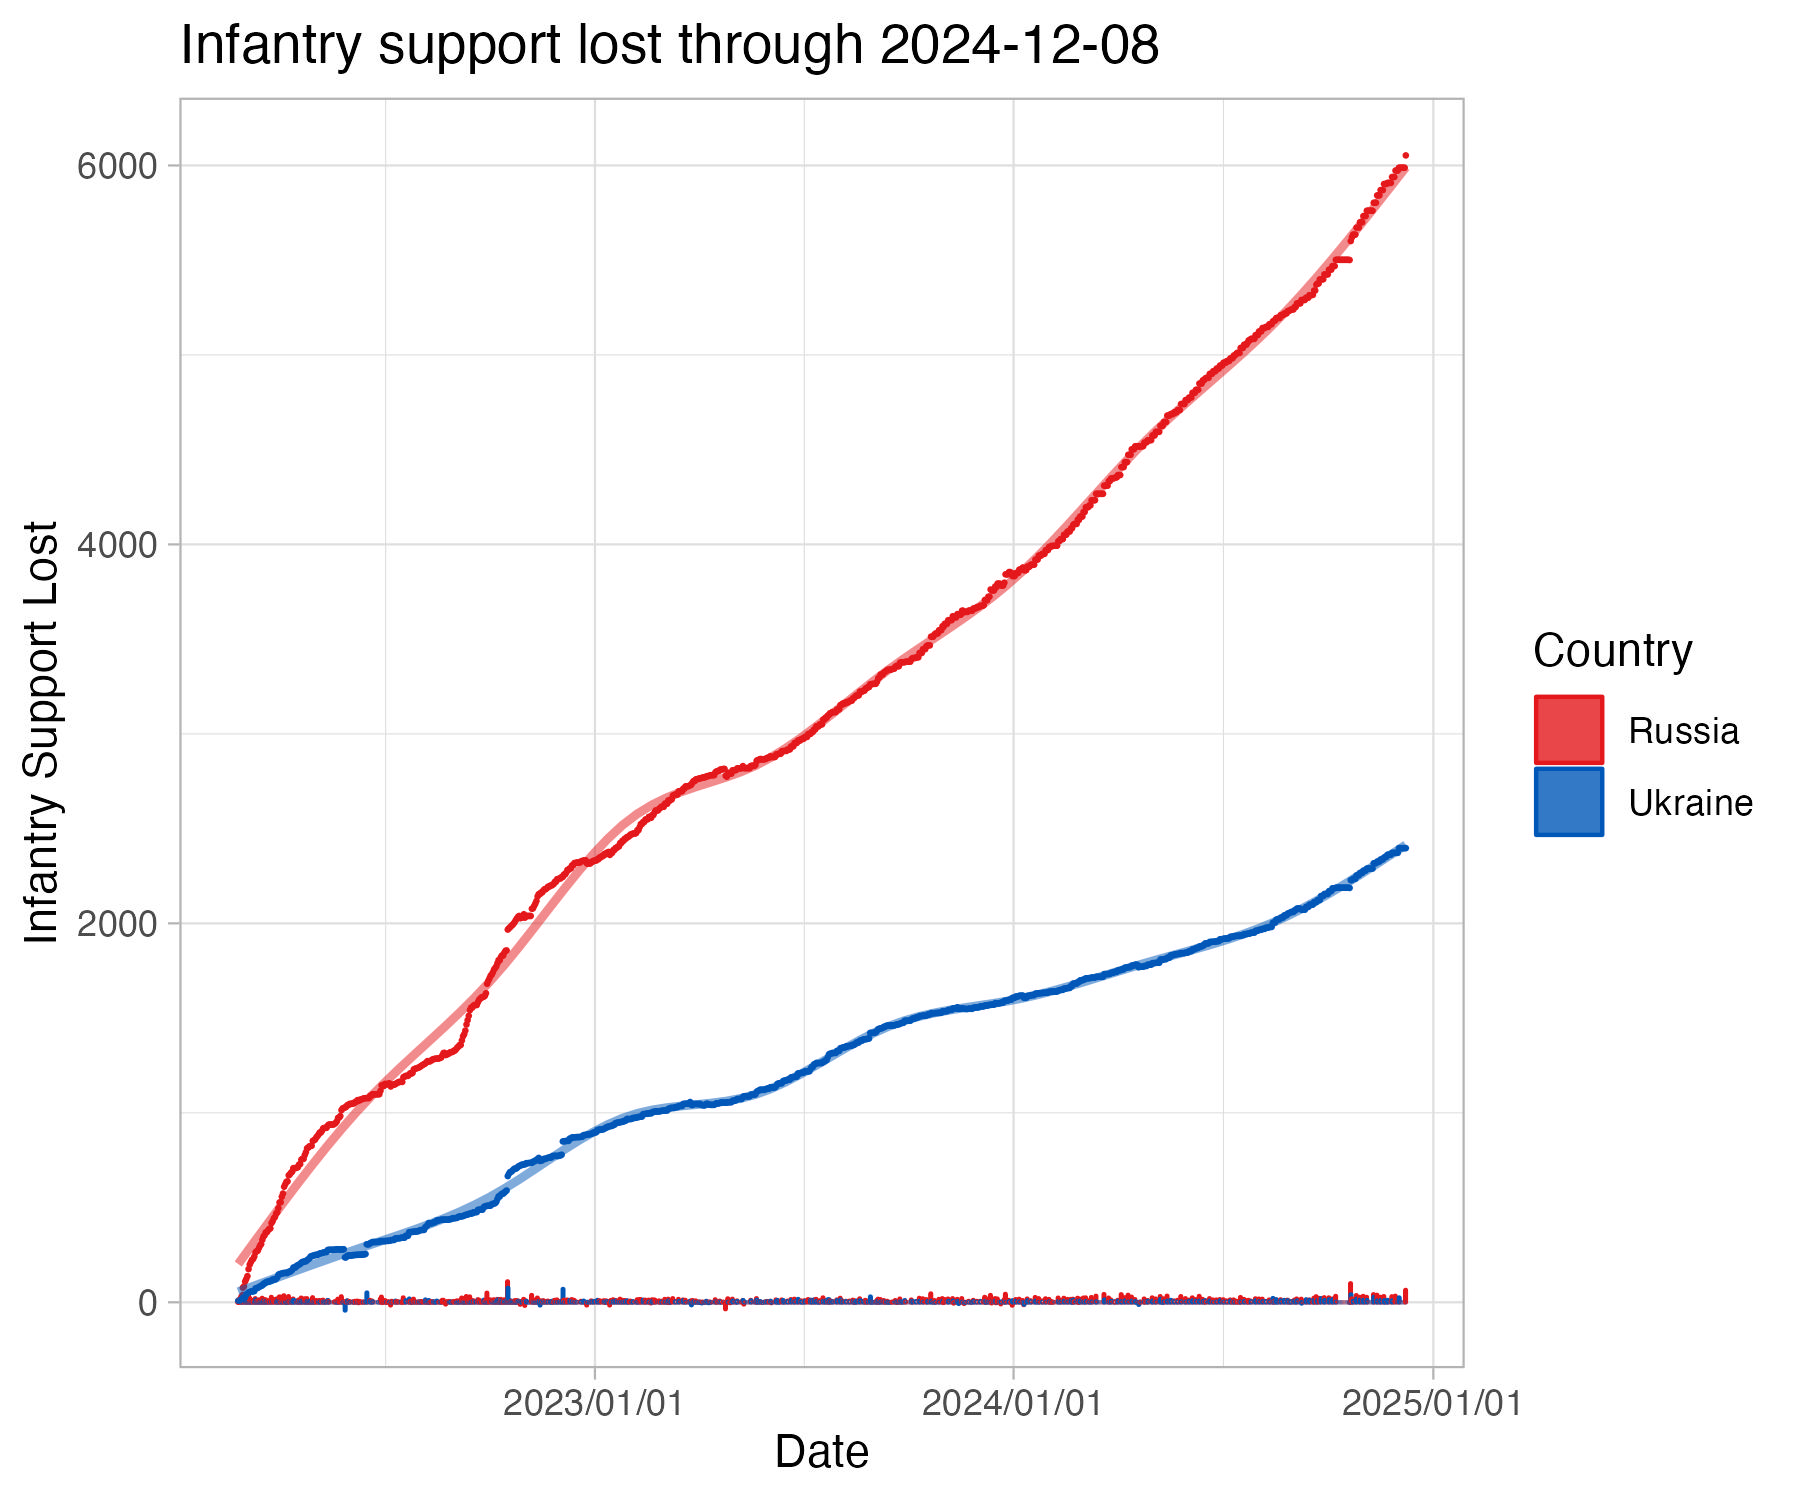 Infantry support lost through 2024-12-08
Infantry Support Lost
6000
4000
2000
0
2023/01/01
2024/01/01
2025/01/01
Date
Country
Russia
Ukraine